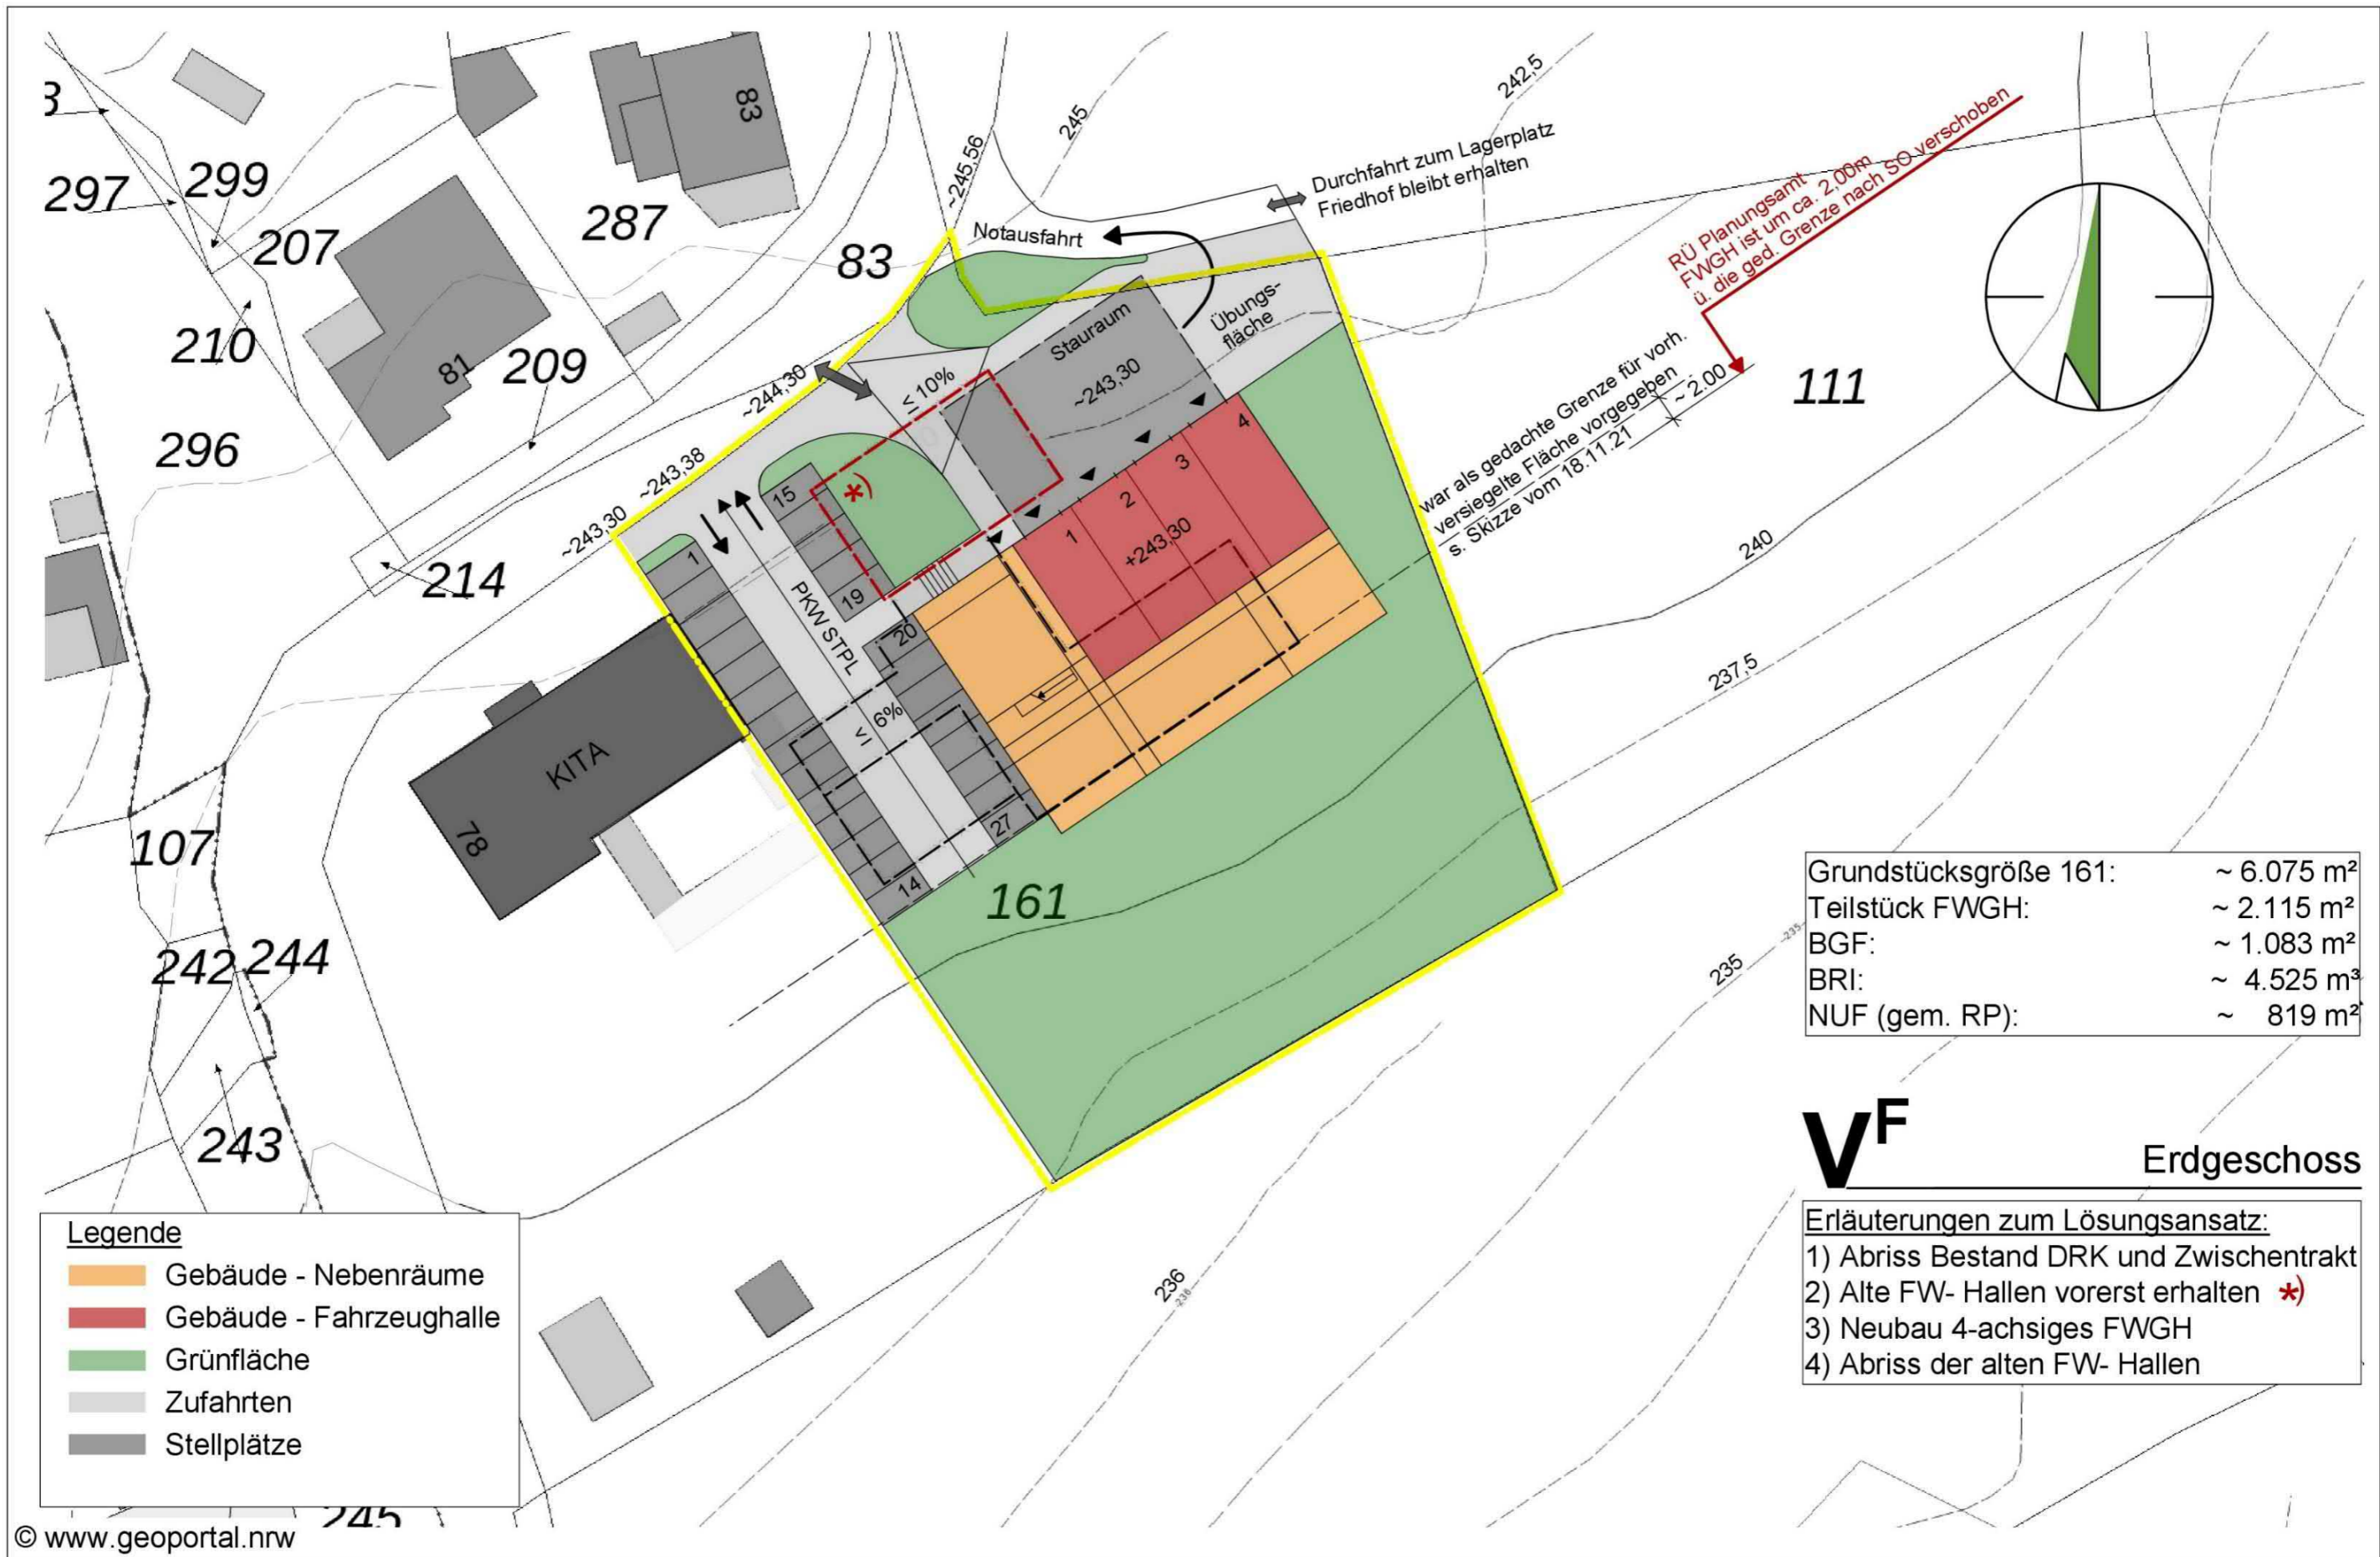 83
299
297
287
207
83
210
81
209
296
214
107
242
244
243
KITA
78
161
111
~245,56
245
242,5
Durchfahrt zum Lagerplatz
Friedhof bleibt erhalten
Notausfahrt
Übungs-
fläche
Stauraum
~243,30
≤ 10%
~244,30
~243,38
~243,30
*)
15
19
1
14
20
27
PKW STPL
≤ 6%
1
2
3
4
+243,30
RÜ Planungsamt
FWGH ist um ca. 2,00m
ü. die ged. Grenze nach SO verschoben
war als gedachte Grenze für vorh.
versiegelte Fläche vorgegeben
s. Skizze vom 18.11.21
~ 2.00
240
237,5
235
-235-
236
-236-
Grundstücksgröße 161: ~ 6.075 m²
Teilstück FWGH: ~ 2.115 m²
BGF: ~ 1.083 m²
BRI: ~ 4.525 m³
NUF (gem. RP): ~ 819 m²
VF
Erdgeschoss
Erläuterungen zum Lösungsansatz:
1) Abriss Bestand DRK und Zwischentrakt
2) Alte FW- Hallen vorerst erhalten *)
3) Neubau 4-achsiges FWGH
4) Abriss der alten FW- Hallen
Legende
Gebäude - Nebenräume
Gebäude - Fahrzeughalle
Grünfläche
Zufahrten
Stellplätze
245
© www.geoportal.nrw